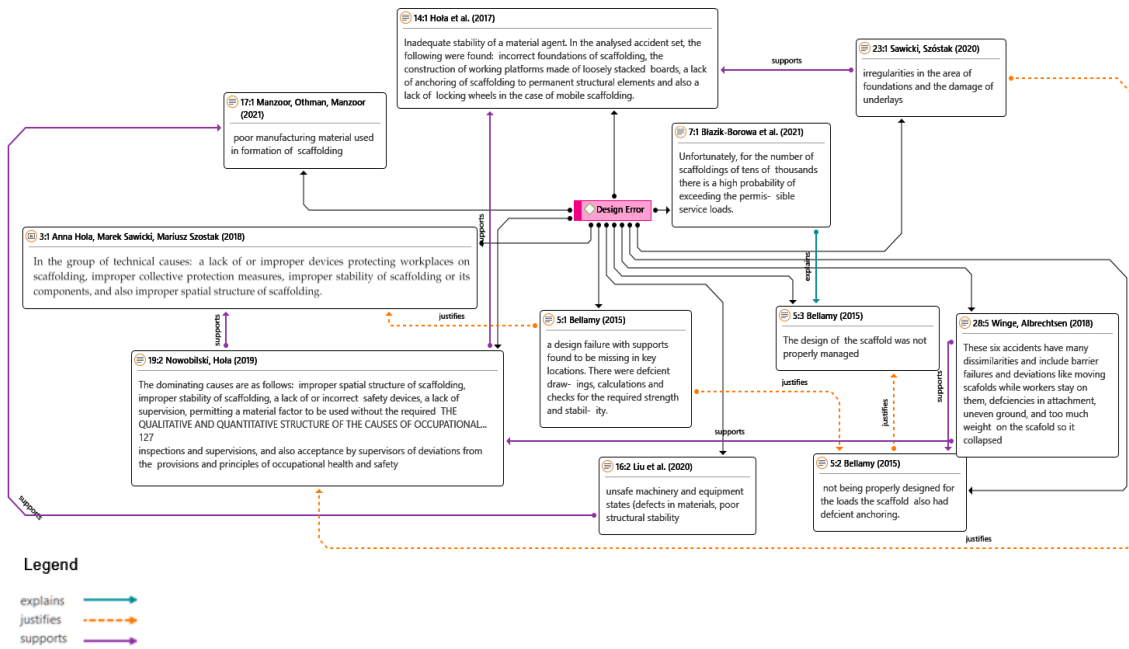 14:1 Hoła et al. (2017)
Inadequate stability of a material agent. In the analysed accident set, the
following were found: incorrect foundations of scaffolding, the
construction of working platforms made of loosely stacked boards, a lack
of anchoring of scaffolding to permanent structural elements and also a
lack of locking wheels in the case of mobile scaffolding.
supports
23:1 Sawicki, Szóstak (2020)
irregularities in the area of
foundations and the damage of
underlays
17:1 Manzoor, Othman, Manzoor
(2021)
poor manufacturing material used
in formation of scaffolding
7:1 Błazik-Borowa et al. (2021)
Unfortunately, for the number of
scaffoldings of tens of thousands
there is a high probability of
exceeding the permis- sible
service loads.
Design Error
supports
3:1 Anna Hola, Marek Sawicki, Mariusz Szostak (2018)
In the group of technical causes: a lack of or improper devices protecting workplaces on
scaffolding, improper collective protection measures, improper stability of scaffolding or its
components, and also improper spatial structure of scaffolding.
explains
supports
justifies
5:1 Bellamy (2015)
a design failure with supports
found to be missing in key
locations. There were defcient
draw- ings, calculations and
checks for the required strength
and stabil- ity.
5:3 Bellamy (2015)
The design of the scaffold was not
properly managed
28:5 Winge, Albrechtsen (2018)
These six accidents have many
dissimilarities and include barrier
failures and deviations like moving
scafolds while workers stay on
them, defciencies in attachment,
uneven ground, and too much
weight on the scafold so it
collapsed
19:2 Nowobilski, Hoła (2019)
The dominating causes are as follows: improper spatial structure of scaffolding,
improper stability of scaffolding, a lack of or incorrect safety devices, a lack of
supervision, permitting a material factor to be used without the required THE
QUALITATIVE AND QUANTITATIVE STRUCTURE OF THE CAUSES OF OCCUPATIONAL...
127
inspections and supervisions, and also acceptance by supervisors of deviations from
the provisions and principles of occupational health and safety
justifies
justifies
supports
supports
16:2 Liu et al. (2020)
unsafe machinery and equipment
states (defects in materials, poor
structural stability
5:2 Bellamy (2015)
not being properly designed for
the loads the scaffold also had
defcient anchoring.
supports
justifies
Legend
explains
justifies
supports